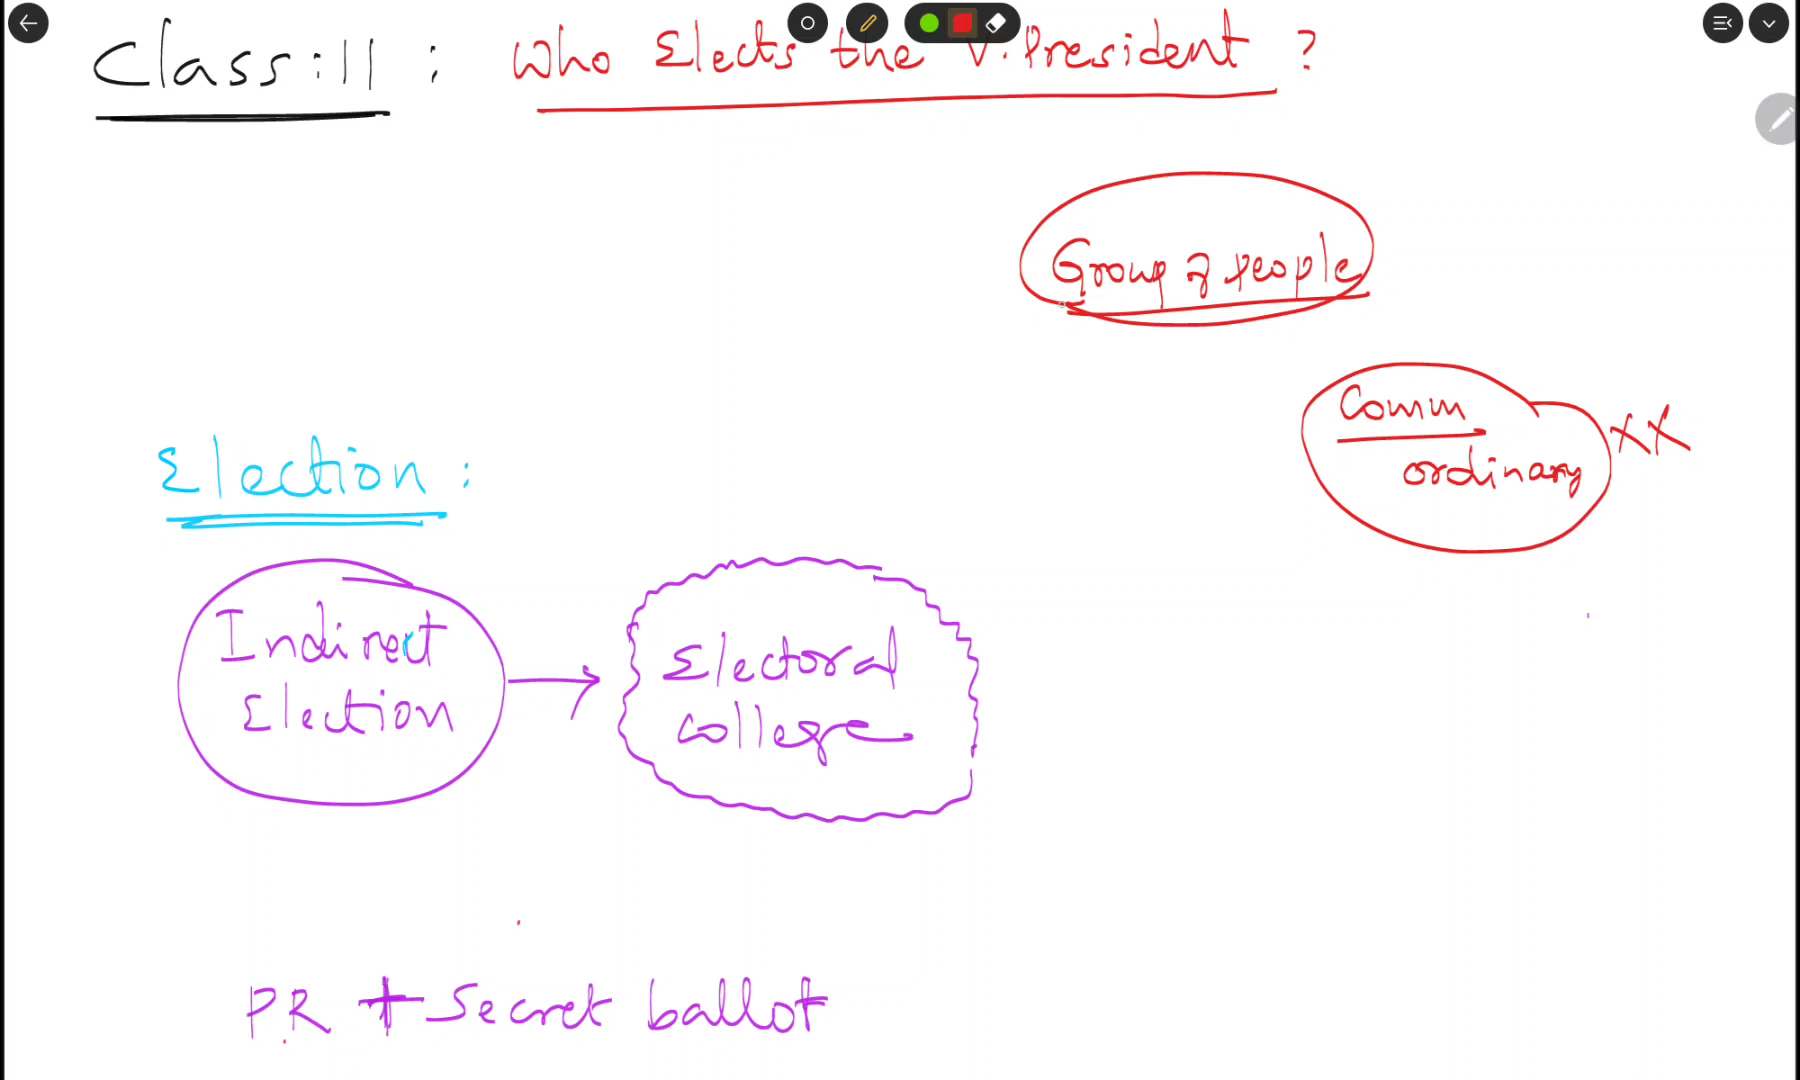 Class:11 : Who Elects the V.President ?
Group of people
Comm
ordinary xx
Election :
Indirect
Election
Electoral
college
PR + Secret ballot